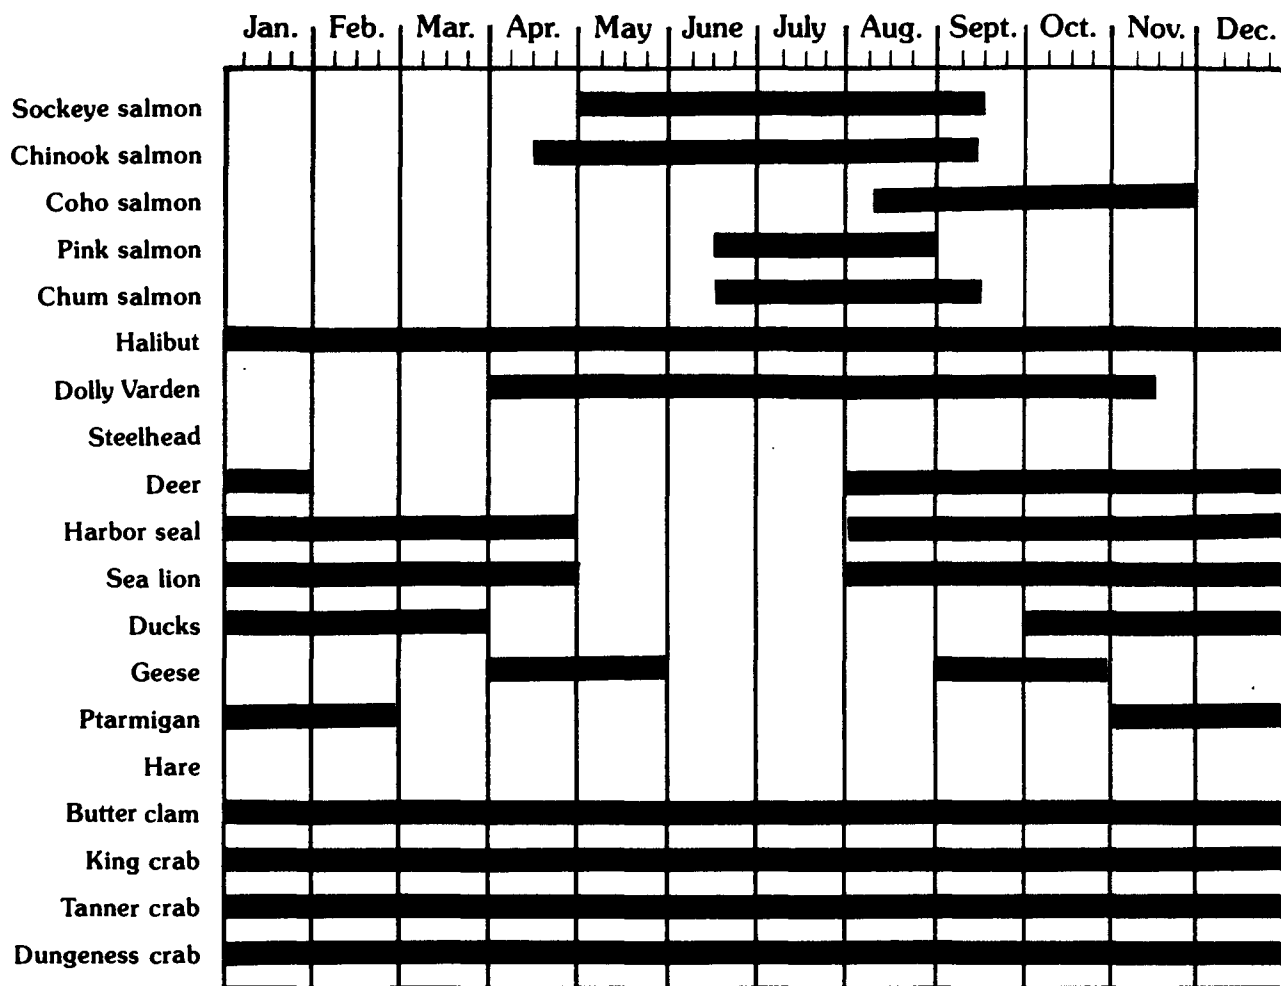 Jan. Feb. Mar. Apr. May June July Aug. Sept. Oct. Nov. Dec.
Sockeye salmon
Chinook salmon
Coho salmon
Pink salmon
Chum salmon
Halibut
Dolly Varden
Steelhead
Deer
Harbor seal
Sea lion
Ducks
Geese
Ptarmigan
Hare
Butter clam
King crab
Tanner crab
Dungeness crab